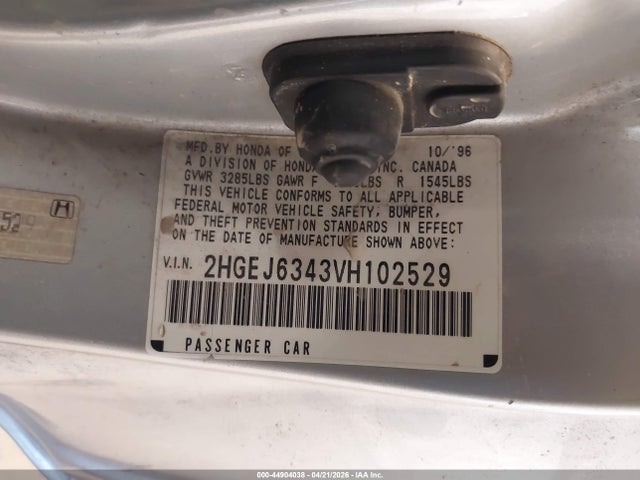 MFD.BY HONDA OF 10/'96
A DIVISION OF HONDA INC. CANADA
GVWR 3285LBS GAWR F LBS R 1545LBS
THIS VEHICLE CONFORMS TO ALL APPLICABLE
FEDERAL MOTOR VEHICLE SAFETY, BUMPER,
AND THEFT PREVENTION STANDARDS IN EFFECT
ON THE DATE OF MANUFACTURE SHOWN ABOVE:
V.I.N. 2HGEJ6343VH102529
PASSENGER CAR
529
000-44904038 - 04/21/2026 - IAA Inc.